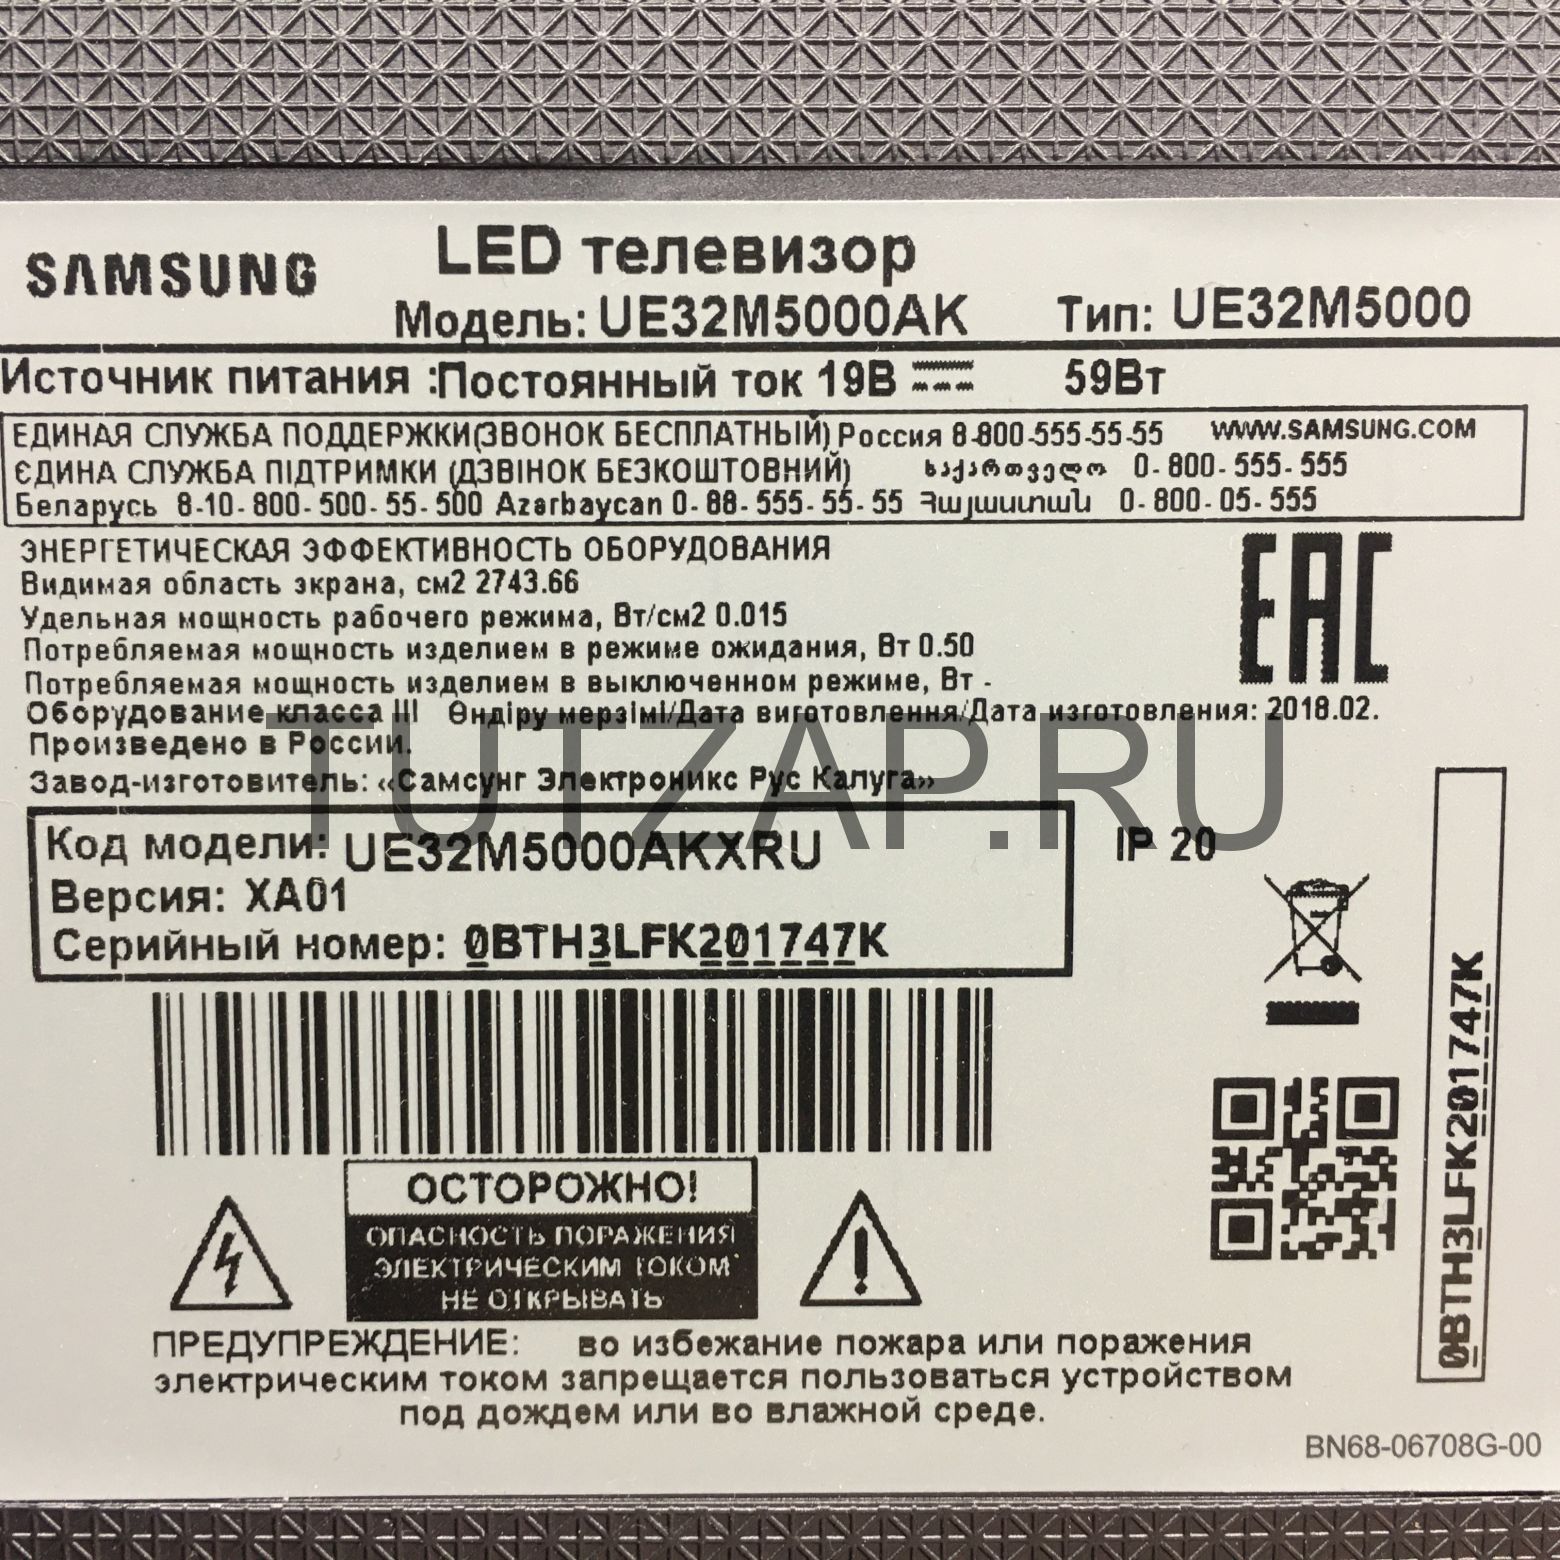 SAMSUNG
LED телевизор
Модель: UE32M5000AK Тип: UE32M5000
Источник питания :Постоянный ток 19В 59Вт
ЕДИНАЯ СЛУЖБА ПОДДЕРЖКИ(ЗВОНОК БЕСПЛАТНЫЙ) Россия 8-800-555-55-55 WWW.SAMSUNG.COM
ЄДИНА СЛУЖБА ПІДТРИМКИ (ДЗВІНОК БЕЗКОШТОВНИЙ) საქართველო 0-800-555-555
Беларусь 8-10-800-500-55-500 Azərbaycan 0-88-555-55-55 Հայաստան 0-800-05-555
ЭНЕРГЕТИЧЕСКАЯ ЭФФЕКТИВНОСТЬ ОБОРУДОВАНИЯ
Видимая область экрана, см2 2743.66
Удельная мощность рабочего режима, Вт/см2 0.015
Потребляемая мощность изделием в режиме ожидания, Вт 0.50
Потребляемая мощность изделием в выключенном режиме, Вт -
Оборудование класса III Өндіру мерзімі/Дата виготовлення/Дата изготовления: 2018.02.
Произведено в России.
Завод-изготовитель: «Самсунг Электроникс Рус Калуга»
EAC
TUTZAP.RU
Код модели: UE32M5000AKXRU
Версия: XA01
Серийный номер: 0BTH3LFK201747K
IP 20
0BTH3LFK201747K
ОСТОРОЖНО!
ОПАСНОСТЬ ПОРАЖЕНИЯ
ЭЛЕКТРИЧЕСКИМ ТОКОМ
НЕ ОТКРЫВАТЬ
ПРЕДУПРЕЖДЕНИЕ: во избежание пожара или поражения
электрическим током запрещается пользоваться устройством
под дождем или во влажной среде.
BN68-06708G-00